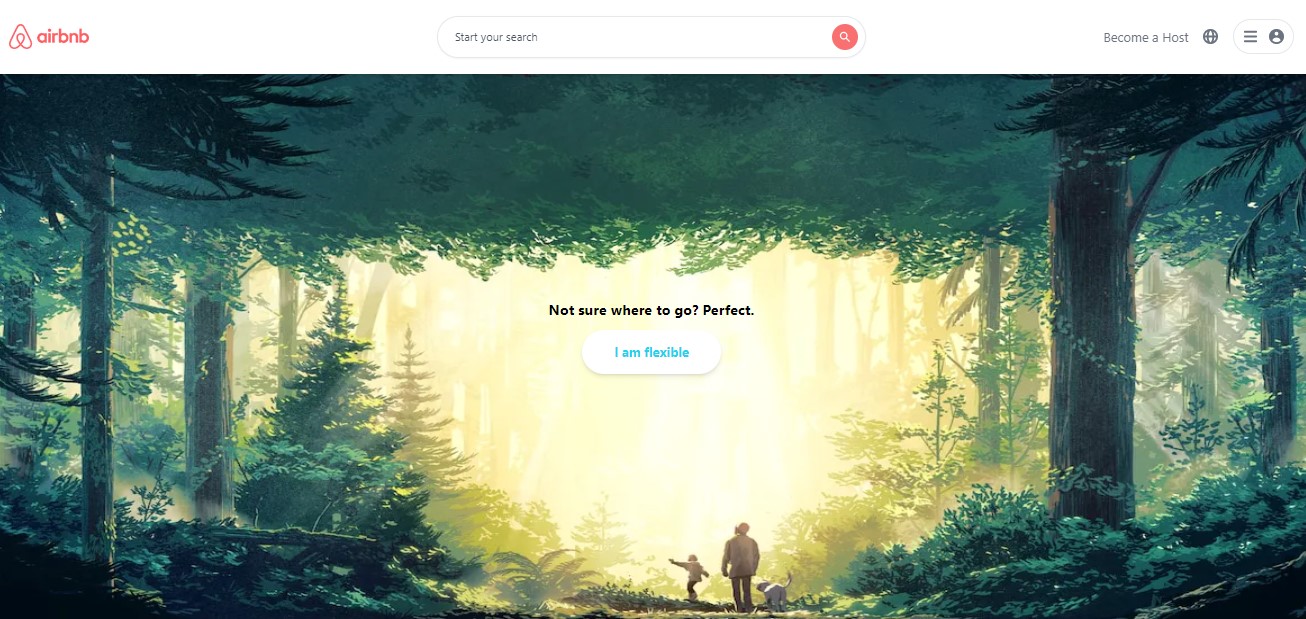 airbnb
Start your search
Become a Host
Not sure where to go? Perfect.
I am flexible